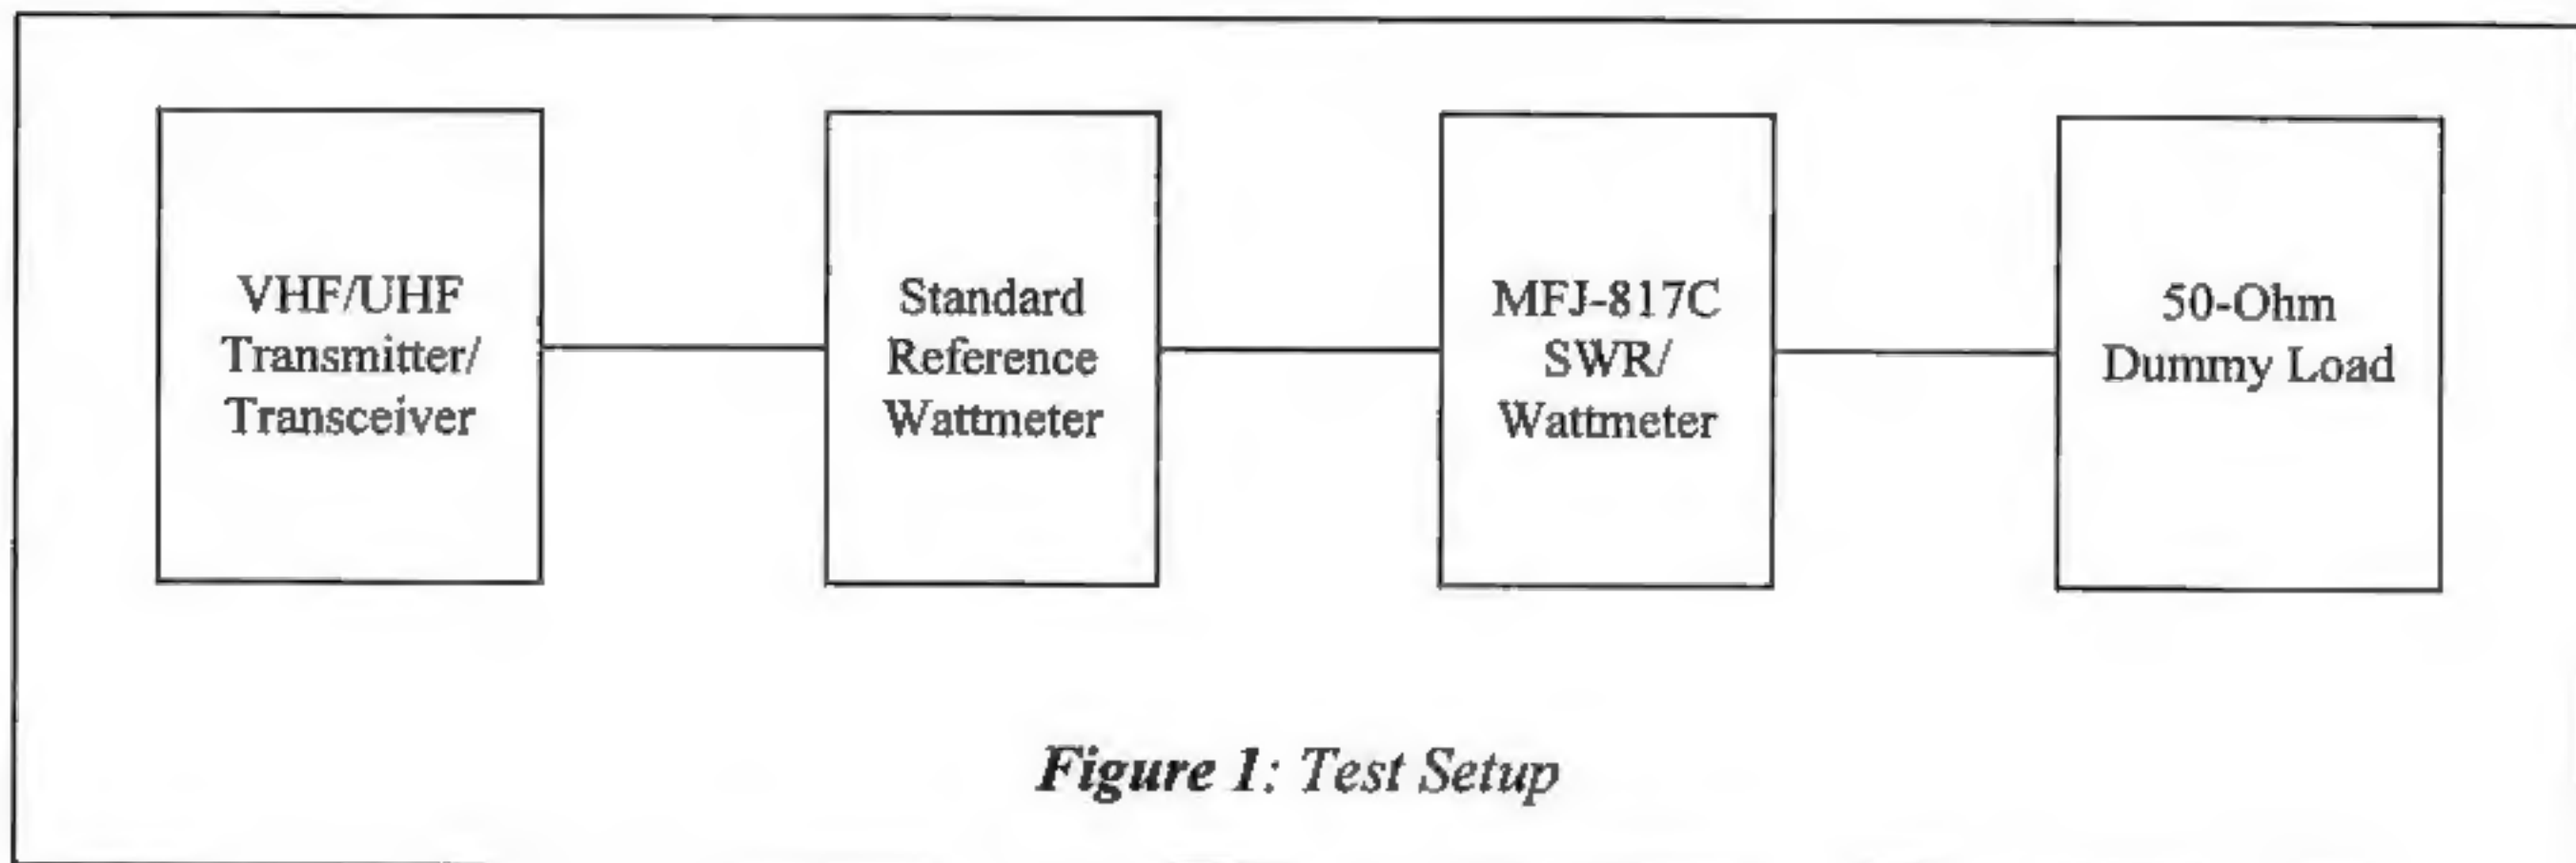 VHF/UHF
Transmitter/
Transceiver
Standard
Reference
Wattmeter
MFJ-817C
SWR/
Wattmeter
50-Ohm
Dummy Load
Figure 1: Test Setup